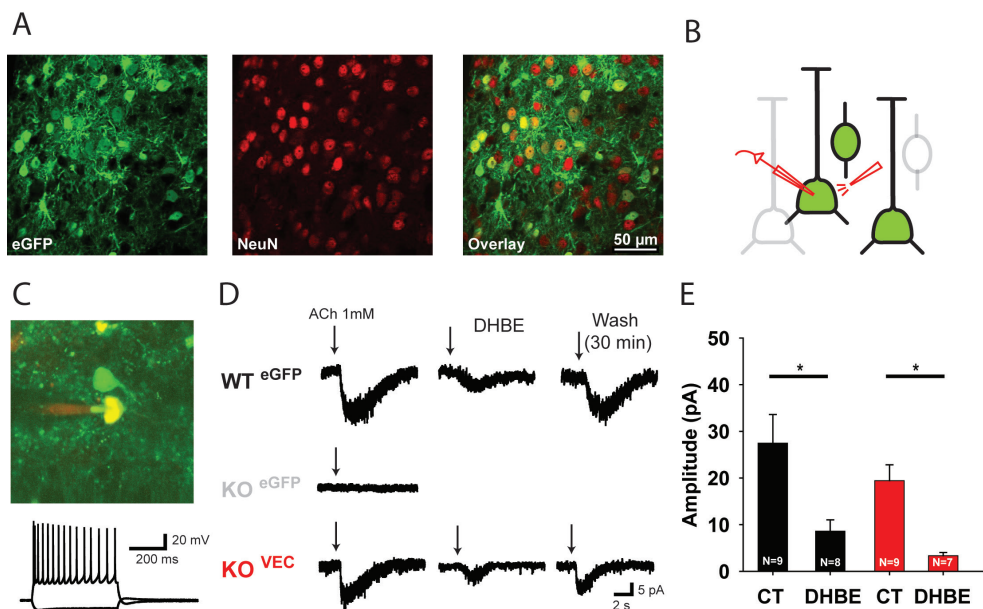 A
eGFP
NeuN
Overlay
50 µm
B
C
20 mV
200 ms
D
ACh 1mM
DHBE
Wash
(30 min)
WT eGFP
KO eGFP
KO VEC
5 pA
2 s
E
Amplitude (pA)
50
40
30
20
10
0
*
*
N=9
N=8
N=9
N=7
CT
DHBE
CT
DHBE